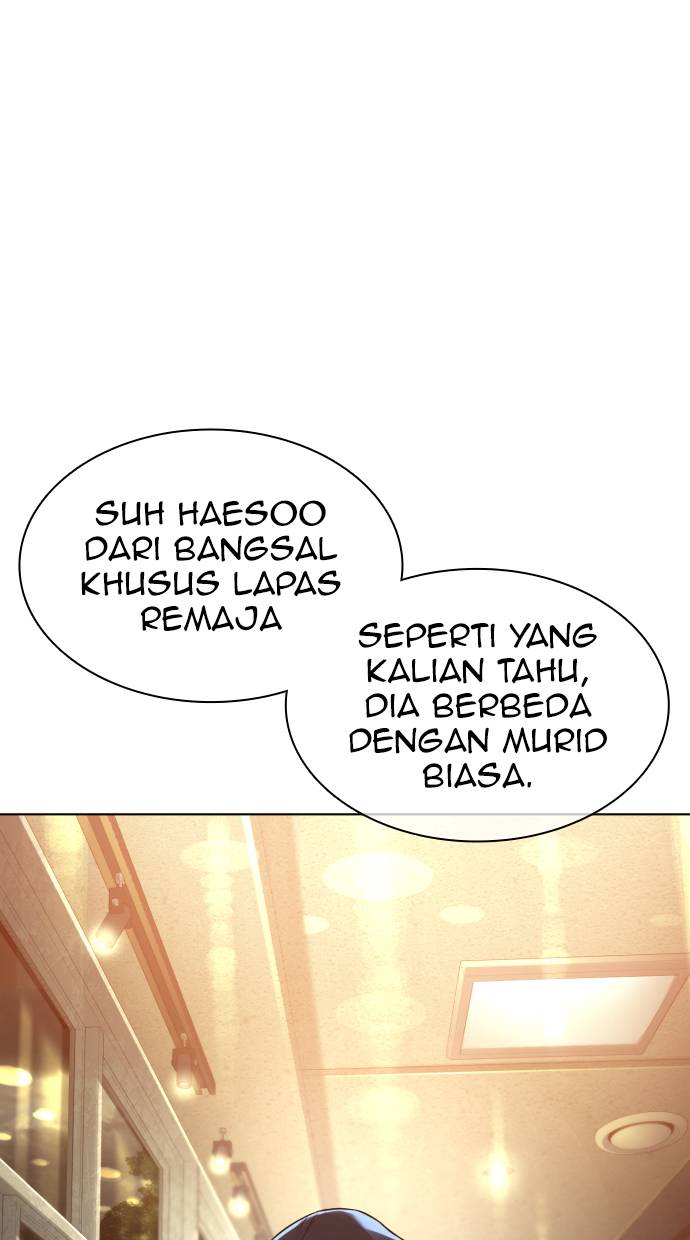 SUH HAESOO
DARI BANGSAL
KHUSUS LAPAS
REMAJA
SEPERTI YANG
KALIAN TAHU,
DIA BERBEDA
DENGAN MURID
BIASA.